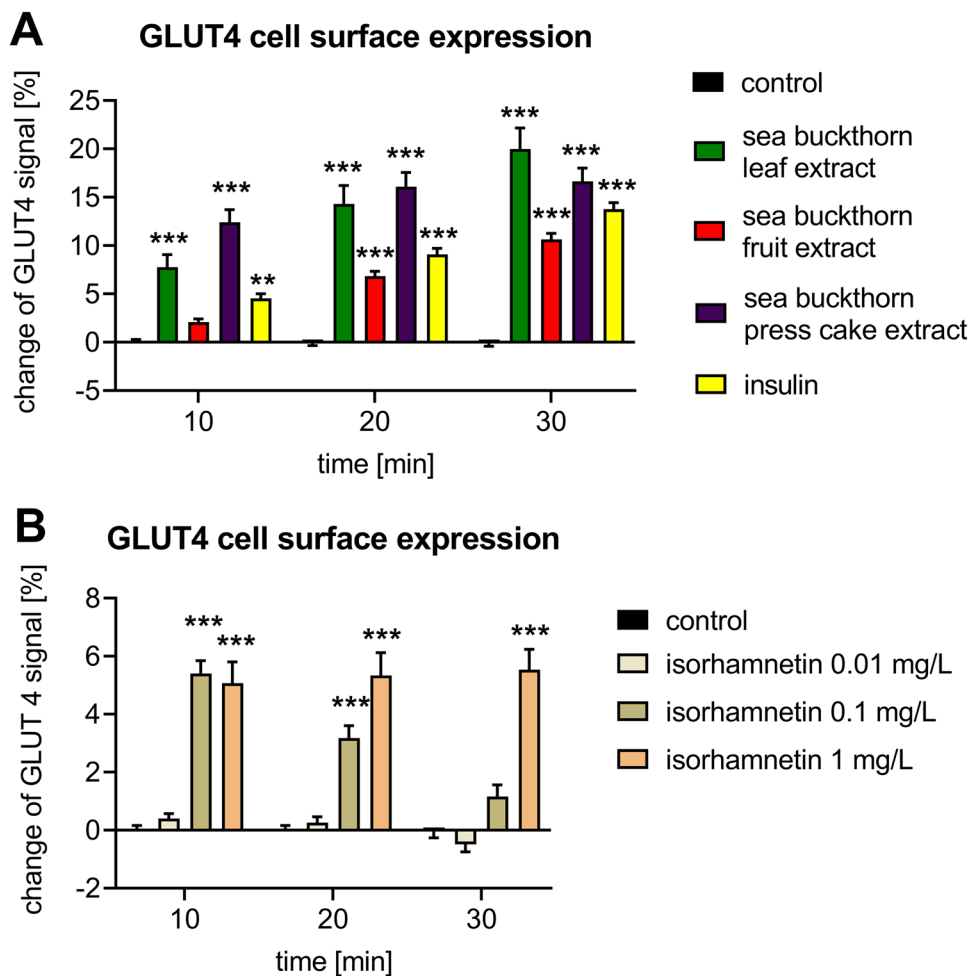 A
GLUT4 cell surface expression
change of GLUT4 signal [%]
25
20
15
10
5
0
-5
***
***
**
***
***
***
***
***
***
***
***
10
20
30
time [min]
control
sea buckthorn
leaf extract
sea buckthorn
fruit extract
sea buckthorn
press cake extract
insulin
B
GLUT4 cell surface expression
change of GLUT 4 signal [%]
8
6
4
2
0
-2
***
***
***
***
***
10
20
30
time [min]
control
isorhamnetin 0.01 mg/L
isorhamnetin 0.1 mg/L
isorhamnetin 1 mg/L